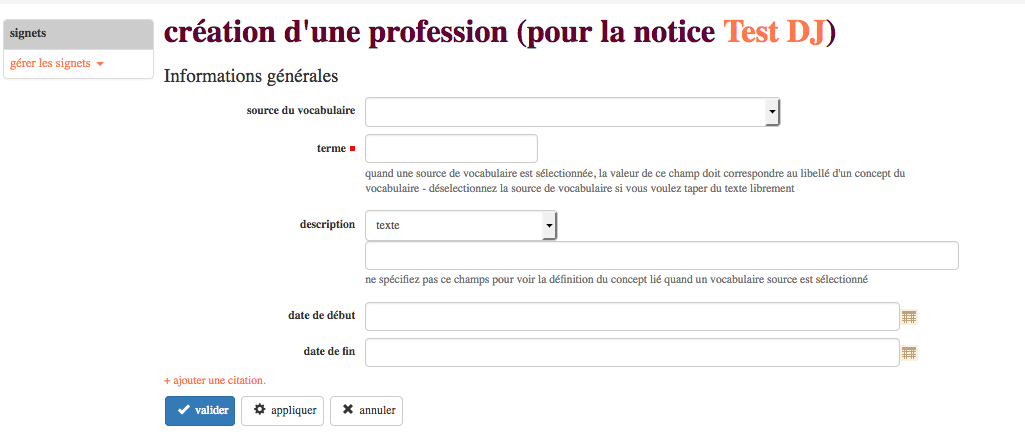 signets
gérer les signets
création d'une profession (pour la notice Test DJ)
Informations générales
source du vocabulaire
terme
quand une source de vocabulaire est sélectionnée, la valeur de ce champ doit correspondre au libellé d'un concept du
vocabulaire - déselectionnez la source de vocabulaire si vous voulez taper du texte librement
description
texte
ne spécifiez pas ce champs pour voir la définition du concept lié quand un vocabulaire source est sélectionné
date de début
date de fin
+ ajouter une citation.
valider
appliquer
annuler